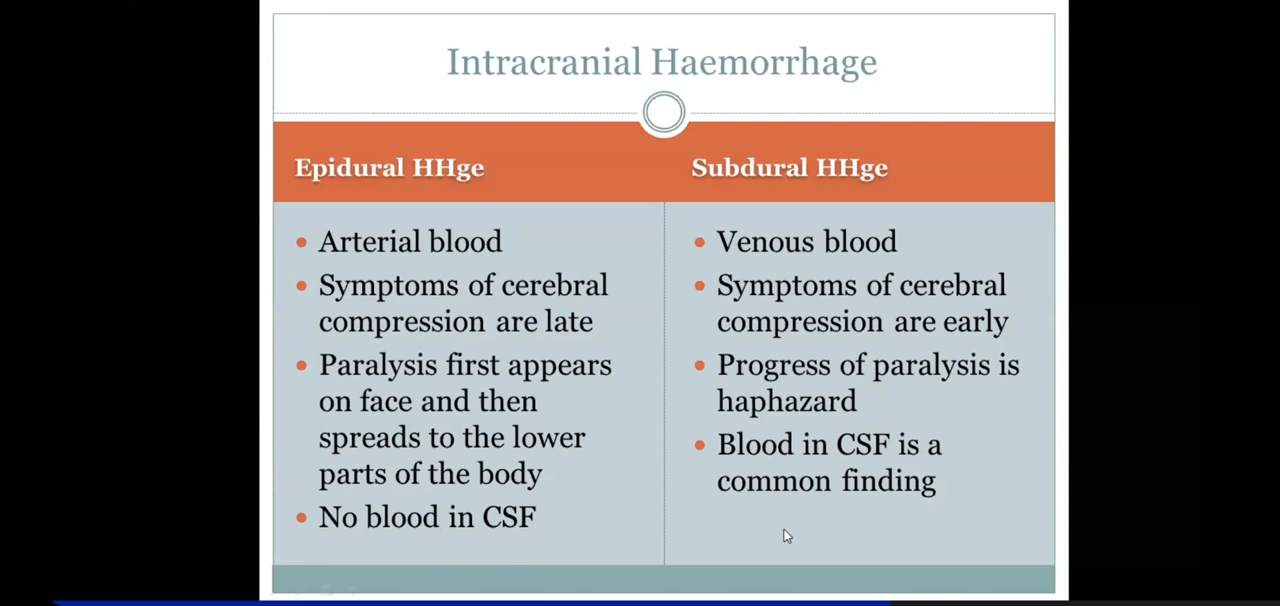 Intracranial Haemorrhage
Epidural HHge
• Arterial blood
• Symptoms of cerebral
compression are late
• Paralysis first appears
on face and then
spreads to the lower
parts of the body
• No blood in CSF
Subdural HHge
• Venous blood
• Symptoms of cerebral
compression are early
• Progress of paralysis is
haphazard
• Blood in CSF is a
common finding